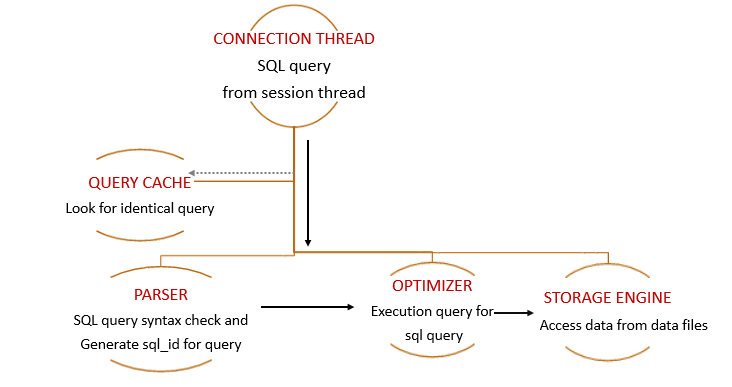 CONNECTION THREAD
SQL query
from session thread
QUERY CACHE
Look for identical query
PARSER
SQL query syntax check and
Generate sql_id for query
OPTIMIZER
Execution query for
sql query
STORAGE ENGINE
Access data from data files